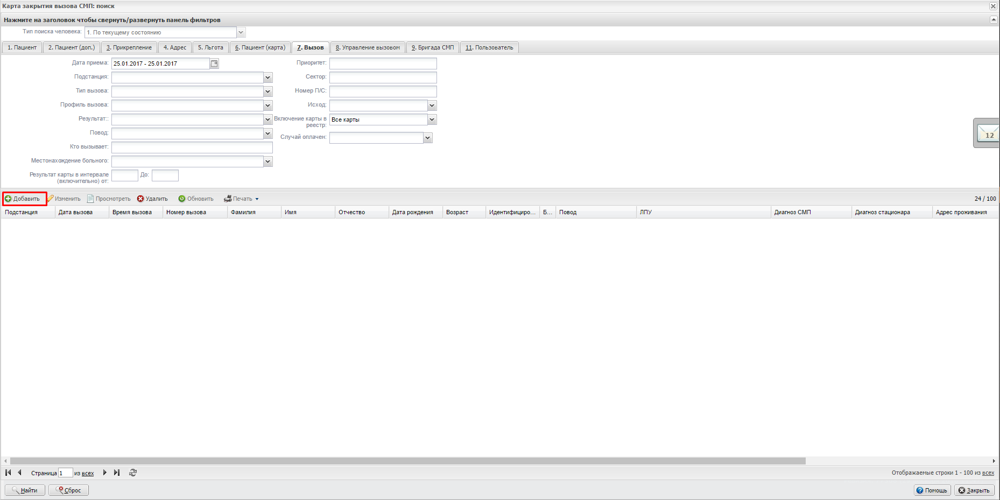 Карта закрытия вызова СМП: поиск
Нажмите на заголовок чтобы свернуть/развернуть панель фильтров
Тип поиска человека: 1. По текущему состоянию
1. Пациент 2. Пациент (доп.) 3. Прикрепление 4. Адрес 5. Льгота 6. Пациент (карта) 7. Вызов 8. Управление вызовом 9. Бригада СМП 11. Пользователь
Дата приема: 25.01.2017 - 25.01.2017 Приоритет:
Подстанция: Сектор:
Тип вызова: Номер П/С:
Профиль вызова: Исход:
Результат:: Включение карты в реестр: Все карты
Повод: Случай оплачен:
Кто вызывает:
Местонахождение больного:
Результат карты в интервале
(включительно) от: До:
12
Добавить Изменить Просмотреть Удалить Обновить Печать 24 / 100
Подстанция Дата вызова Время вызова Номер вызова Фамилия Имя Отчество Дата рождения Возраст Идентифициро... Б... Повод ЛПУ Диагноз СМП Диагноз стационара Адрес проживания
Страница 1 из всех Отображаемые строки 1 - 100 из всех
Найти Сброс Помощь Закрыть